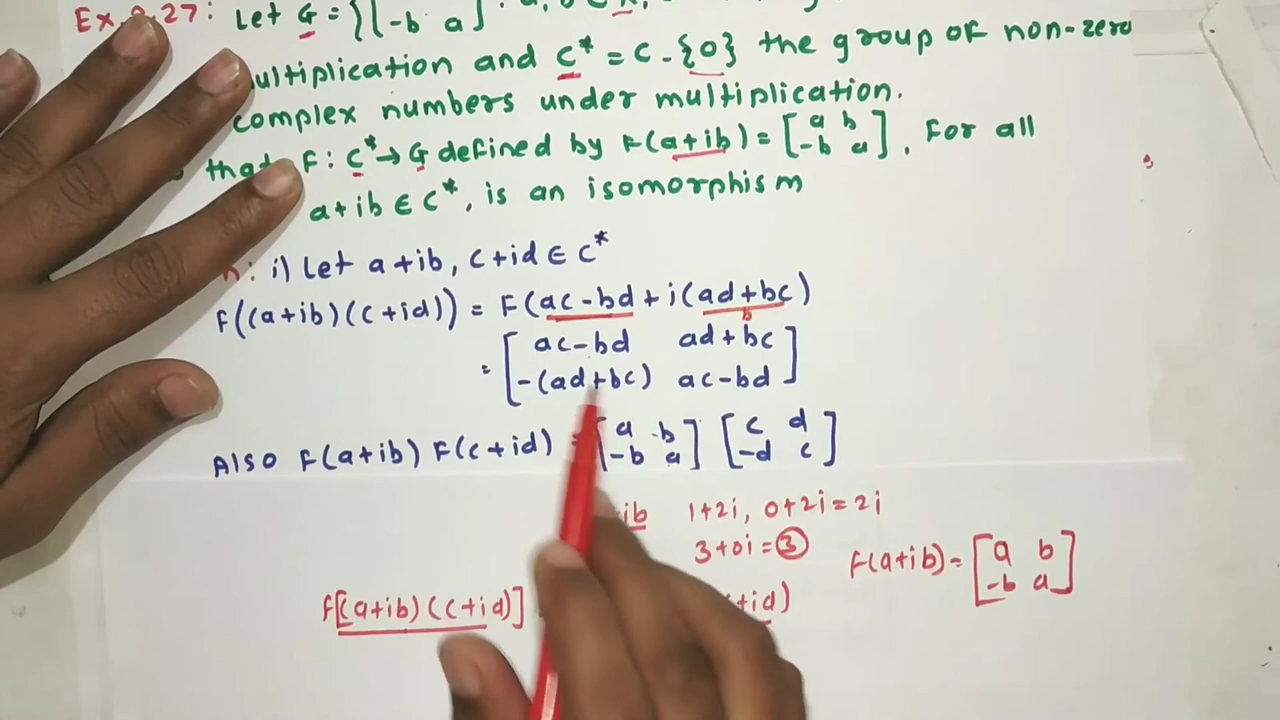 Let G = { [ -b a ]
multiplication and C* = C - {0} the group of non-zero
complex numbers under multiplication.
that F : C* → G defined by F(a+ib) = [ a b -b a ] , For all
a+ib ∈ C*, is an isomorphism
i) Let a+ib, c+id ∈ C*
F((a+ib)(c+id)) = F(ac-bd + i(ad+bc))
b
= [ ac-bd ad+bc
-(ad+bc) ac-bd ]
Also F(a+ib) F(c+id) = [ a b -b a ] [ c d -d c ]
ib 1+2i, 0+2i = 2i
3+0i = 3
F(a+ib) = [ a b -b a ]
F[(a+ib)(c+id)] +id)